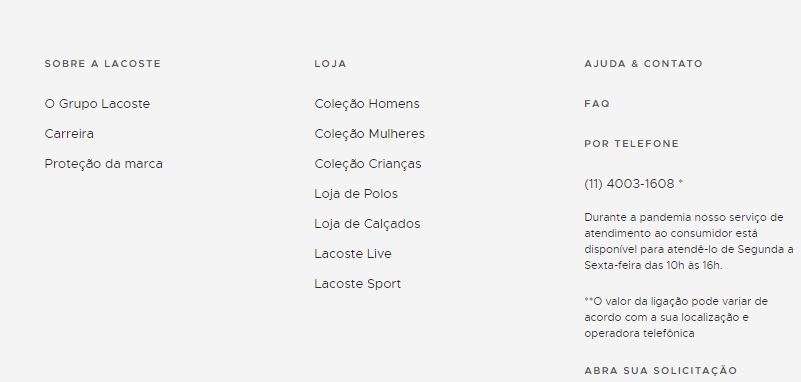 SOBRE A LACOSTE
O Grupo Lacoste
Carreira
Proteção da marca
LOJA
Coleção Homens
Coleção Mulheres
Coleção Crianças
Loja de Polos
Loja de Calçados
Lacoste Live
Lacoste Sport
AJUDA & CONTATO
FAQ
POR TELEFONE
(11) 4003-1608 *
Durante a pandemia nosso serviço de
atendimento ao consumidor está
disponível para atendê-lo de Segunda a
Sexta-feira das 10h às 16h.
**O valor da ligação pode variar de
acordo com a sua localização e
operadora telefônica
ABRA SUA SOLICITAÇÃO